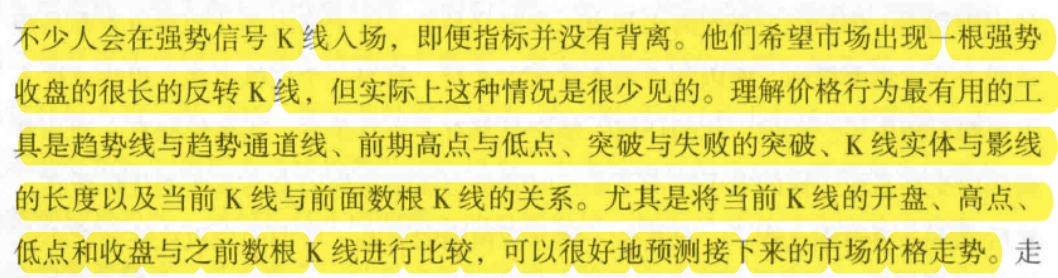 不少人会在强势信号 K 线入场，即便指标并没有背离。他们希望市场出现一根强势
收盘的很长的反转 K 线，但实际上这种情况是很少见的。理解价格行为最有用的工
具是趋势线与趋势通道线、前期高点与低点、突破与失败的突破、K 线实体与影线
的长度以及当前 K 线与前面数根 K 线的关系。尤其是将当前 K 线的开盘、高点、
低点和收盘与之前数根 K 线进行比较，可以很好地预测接下来的市场价格走势。走